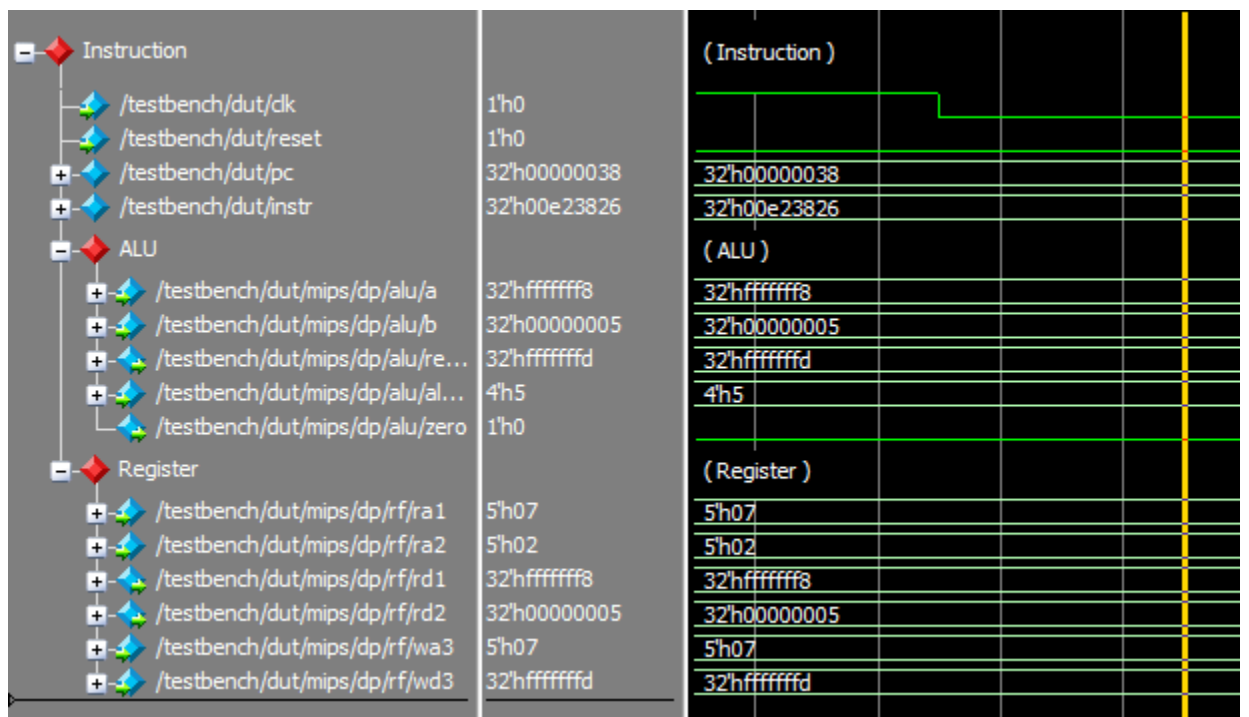 Instruction (Instruction)
/testbench/dut/clk 1'h0
/testbench/dut/reset 1'h0
/testbench/dut/pc 32'h00000038 32'h00000038
/testbench/dut/instr 32'h00e23826 32'h00e23826
ALU (ALU)
/testbench/dut/mips/dp/alu/a 32'hfffffff8 32'hfffffff8
/testbench/dut/mips/dp/alu/b 32'h00000005 32'h00000005
/testbench/dut/mips/dp/alu/re... 32'hfffffffd 32'hfffffffd
/testbench/dut/mips/dp/alu/al... 4'h5 4'h5
/testbench/dut/mips/dp/alu/zero 1'h0
Register (Register)
/testbench/dut/mips/dp/rf/ra1 5'h07 5'h07
/testbench/dut/mips/dp/rf/ra2 5'h02 5'h02
/testbench/dut/mips/dp/rf/rd1 32'hfffffff8 32'hfffffff8
/testbench/dut/mips/dp/rf/rd2 32'h00000005 32'h00000005
/testbench/dut/mips/dp/rf/wa3 5'h07 5'h07
/testbench/dut/mips/dp/rf/wd3 32'hfffffffd 32'hfffffffd